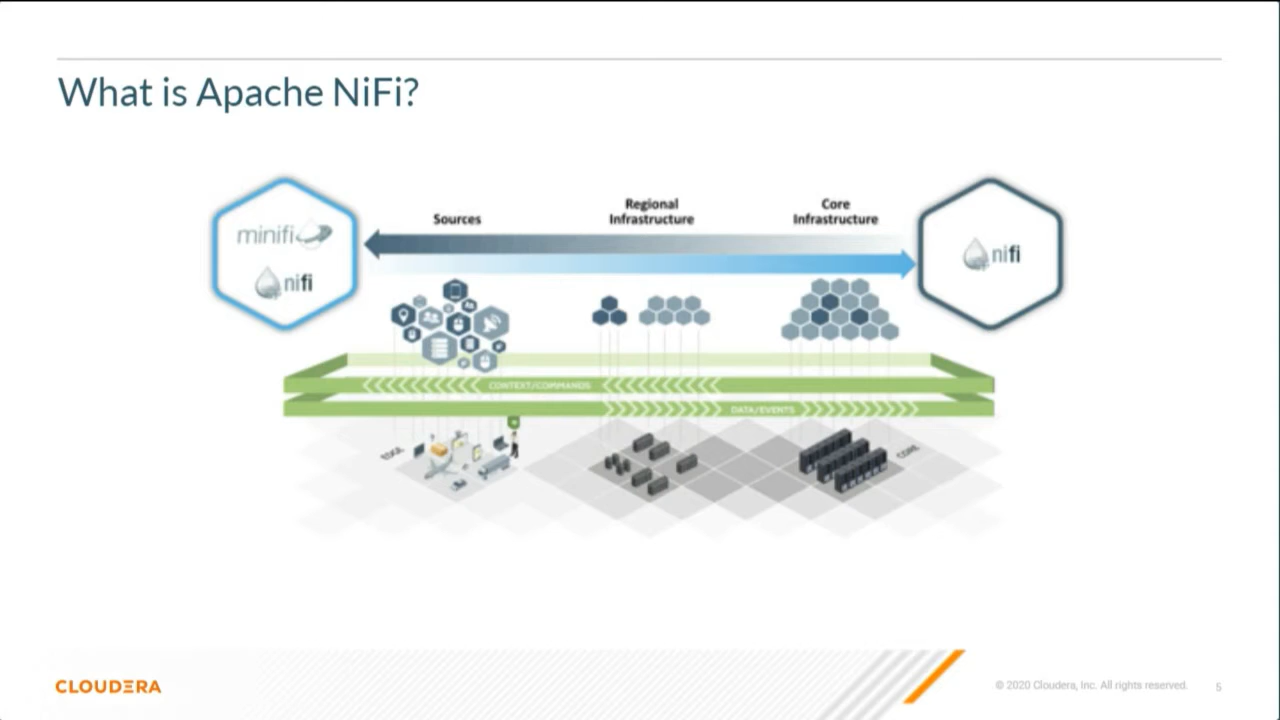 What is Apache NiFi?
Sources
Regional
Infrastructure
Core
Infrastructure
minifi
nifi
nifi
CONTEXT/COMMANDS
DATA/EVENTS
EDGE
CORE
CLOUDERA
© 2020 Cloudera, Inc. All rights reserved.
5